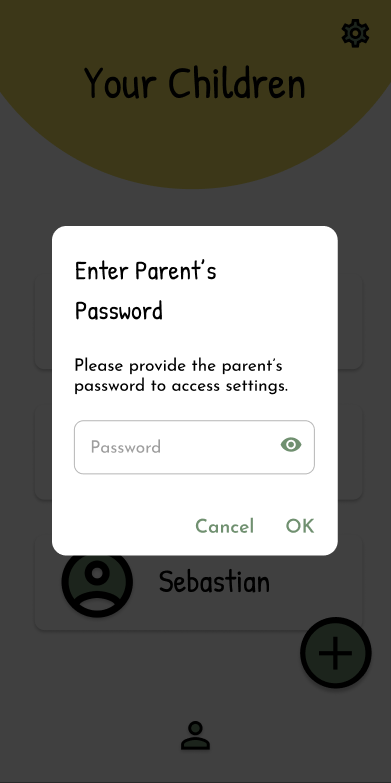 Your Children
Enter Parent's
Password
Please provide the parent's
password to access settings.
Password
Cancel OK
Sebastian